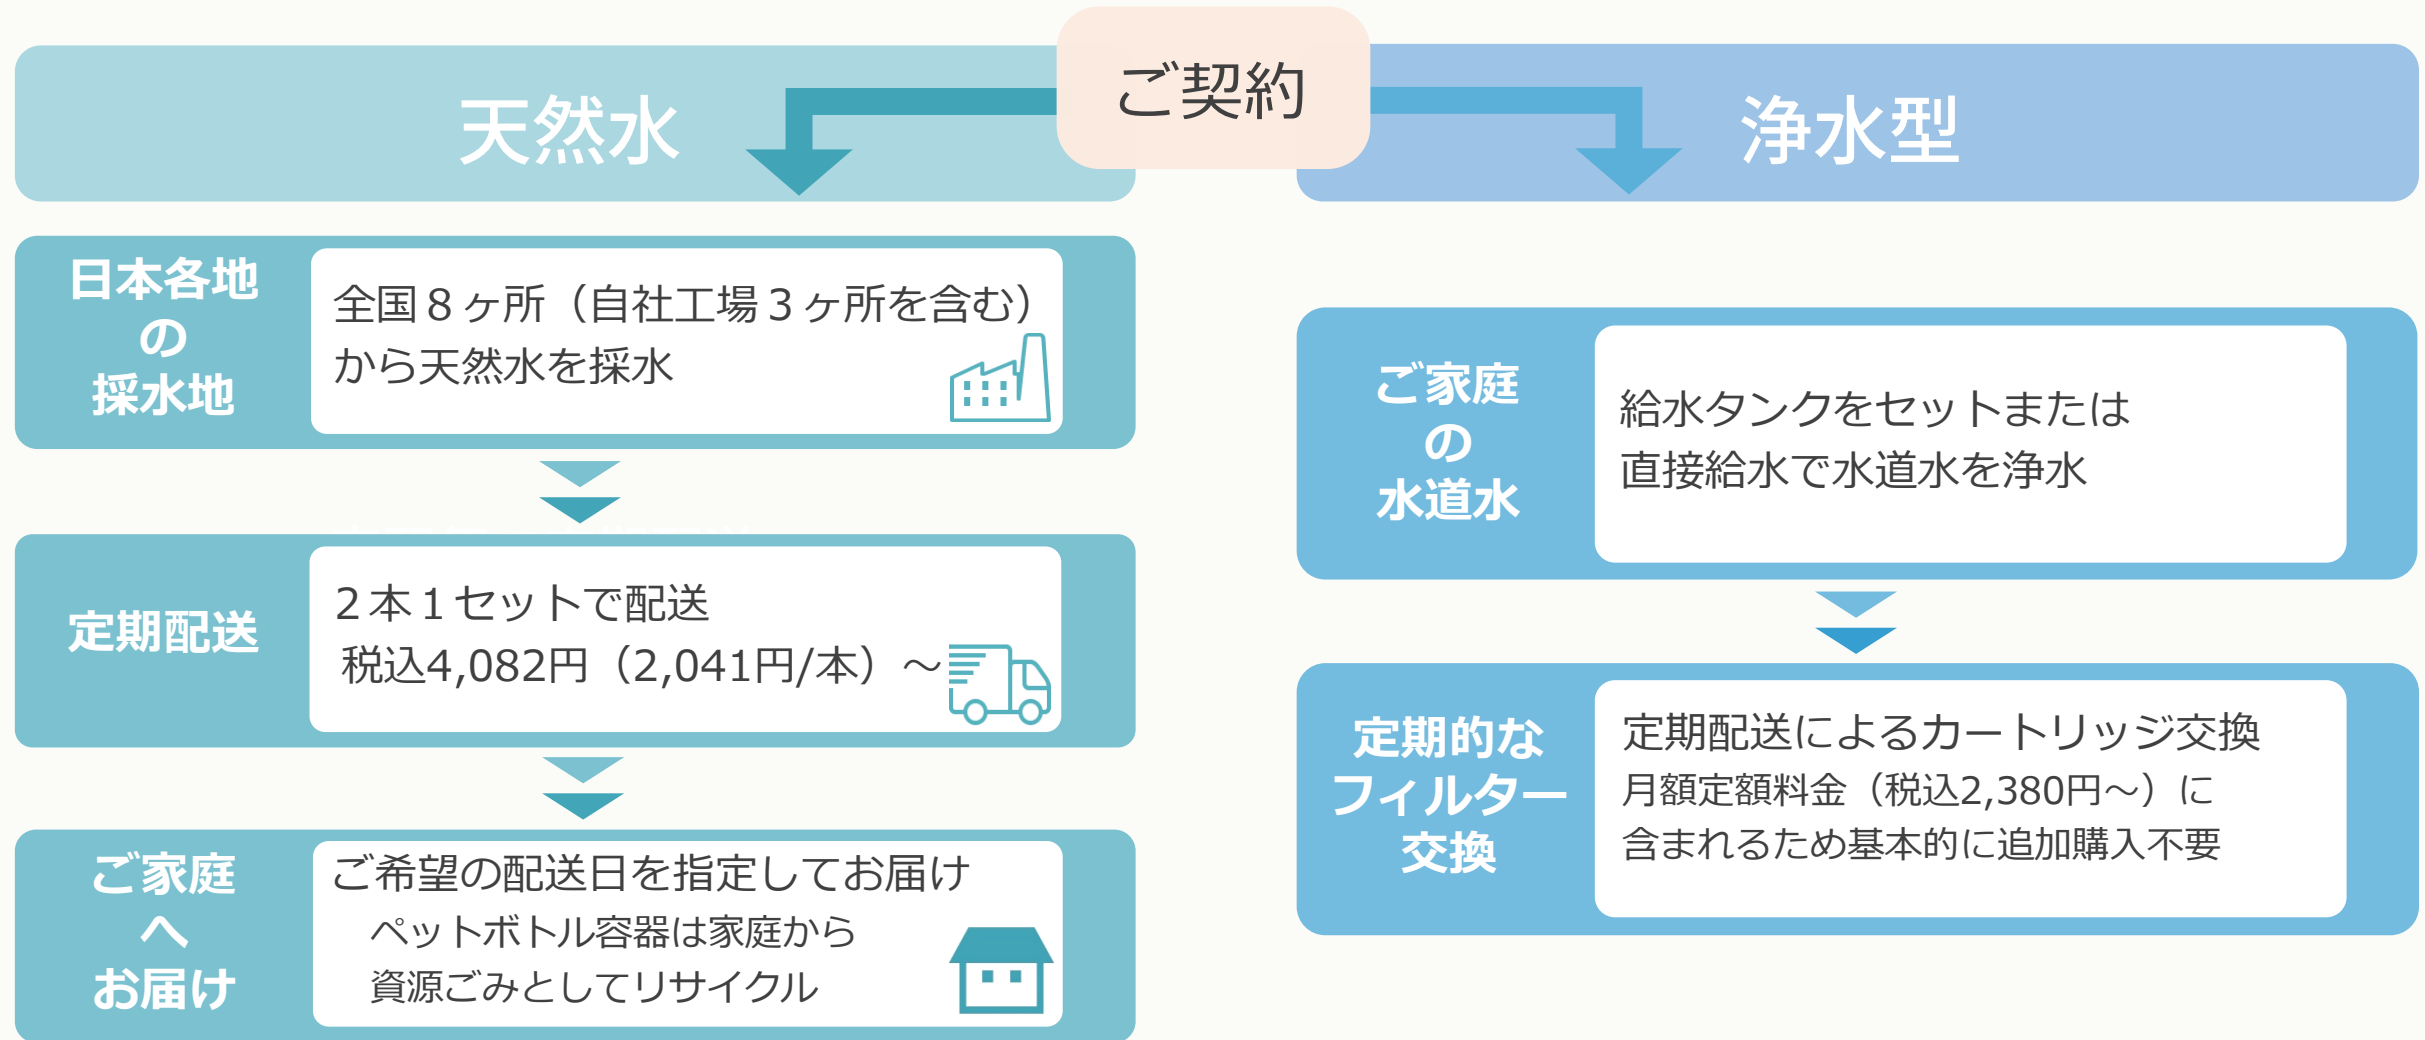 ご契約
天然水
日本各地
の
採水地
全国８ヶ所（自社工場３ヶ所を含む）
から天然水を採水
定期配送
２本１セットで配送
税込4,082円（2,041円/本）～
ご家庭
へ
お届け
ご希望の配送日を指定してお届け
ペットボトル容器は家庭から
資源ごみとしてリサイクル
浄水型
ご家庭
の
水道水
給水タンクをセットまたは
直接給水で水道水を浄水
定期的な
フィルター
交換
定期配送によるカートリッジ交換
月額定額料金（税込2,380円～）に
含まれるため基本的に追加購入不要